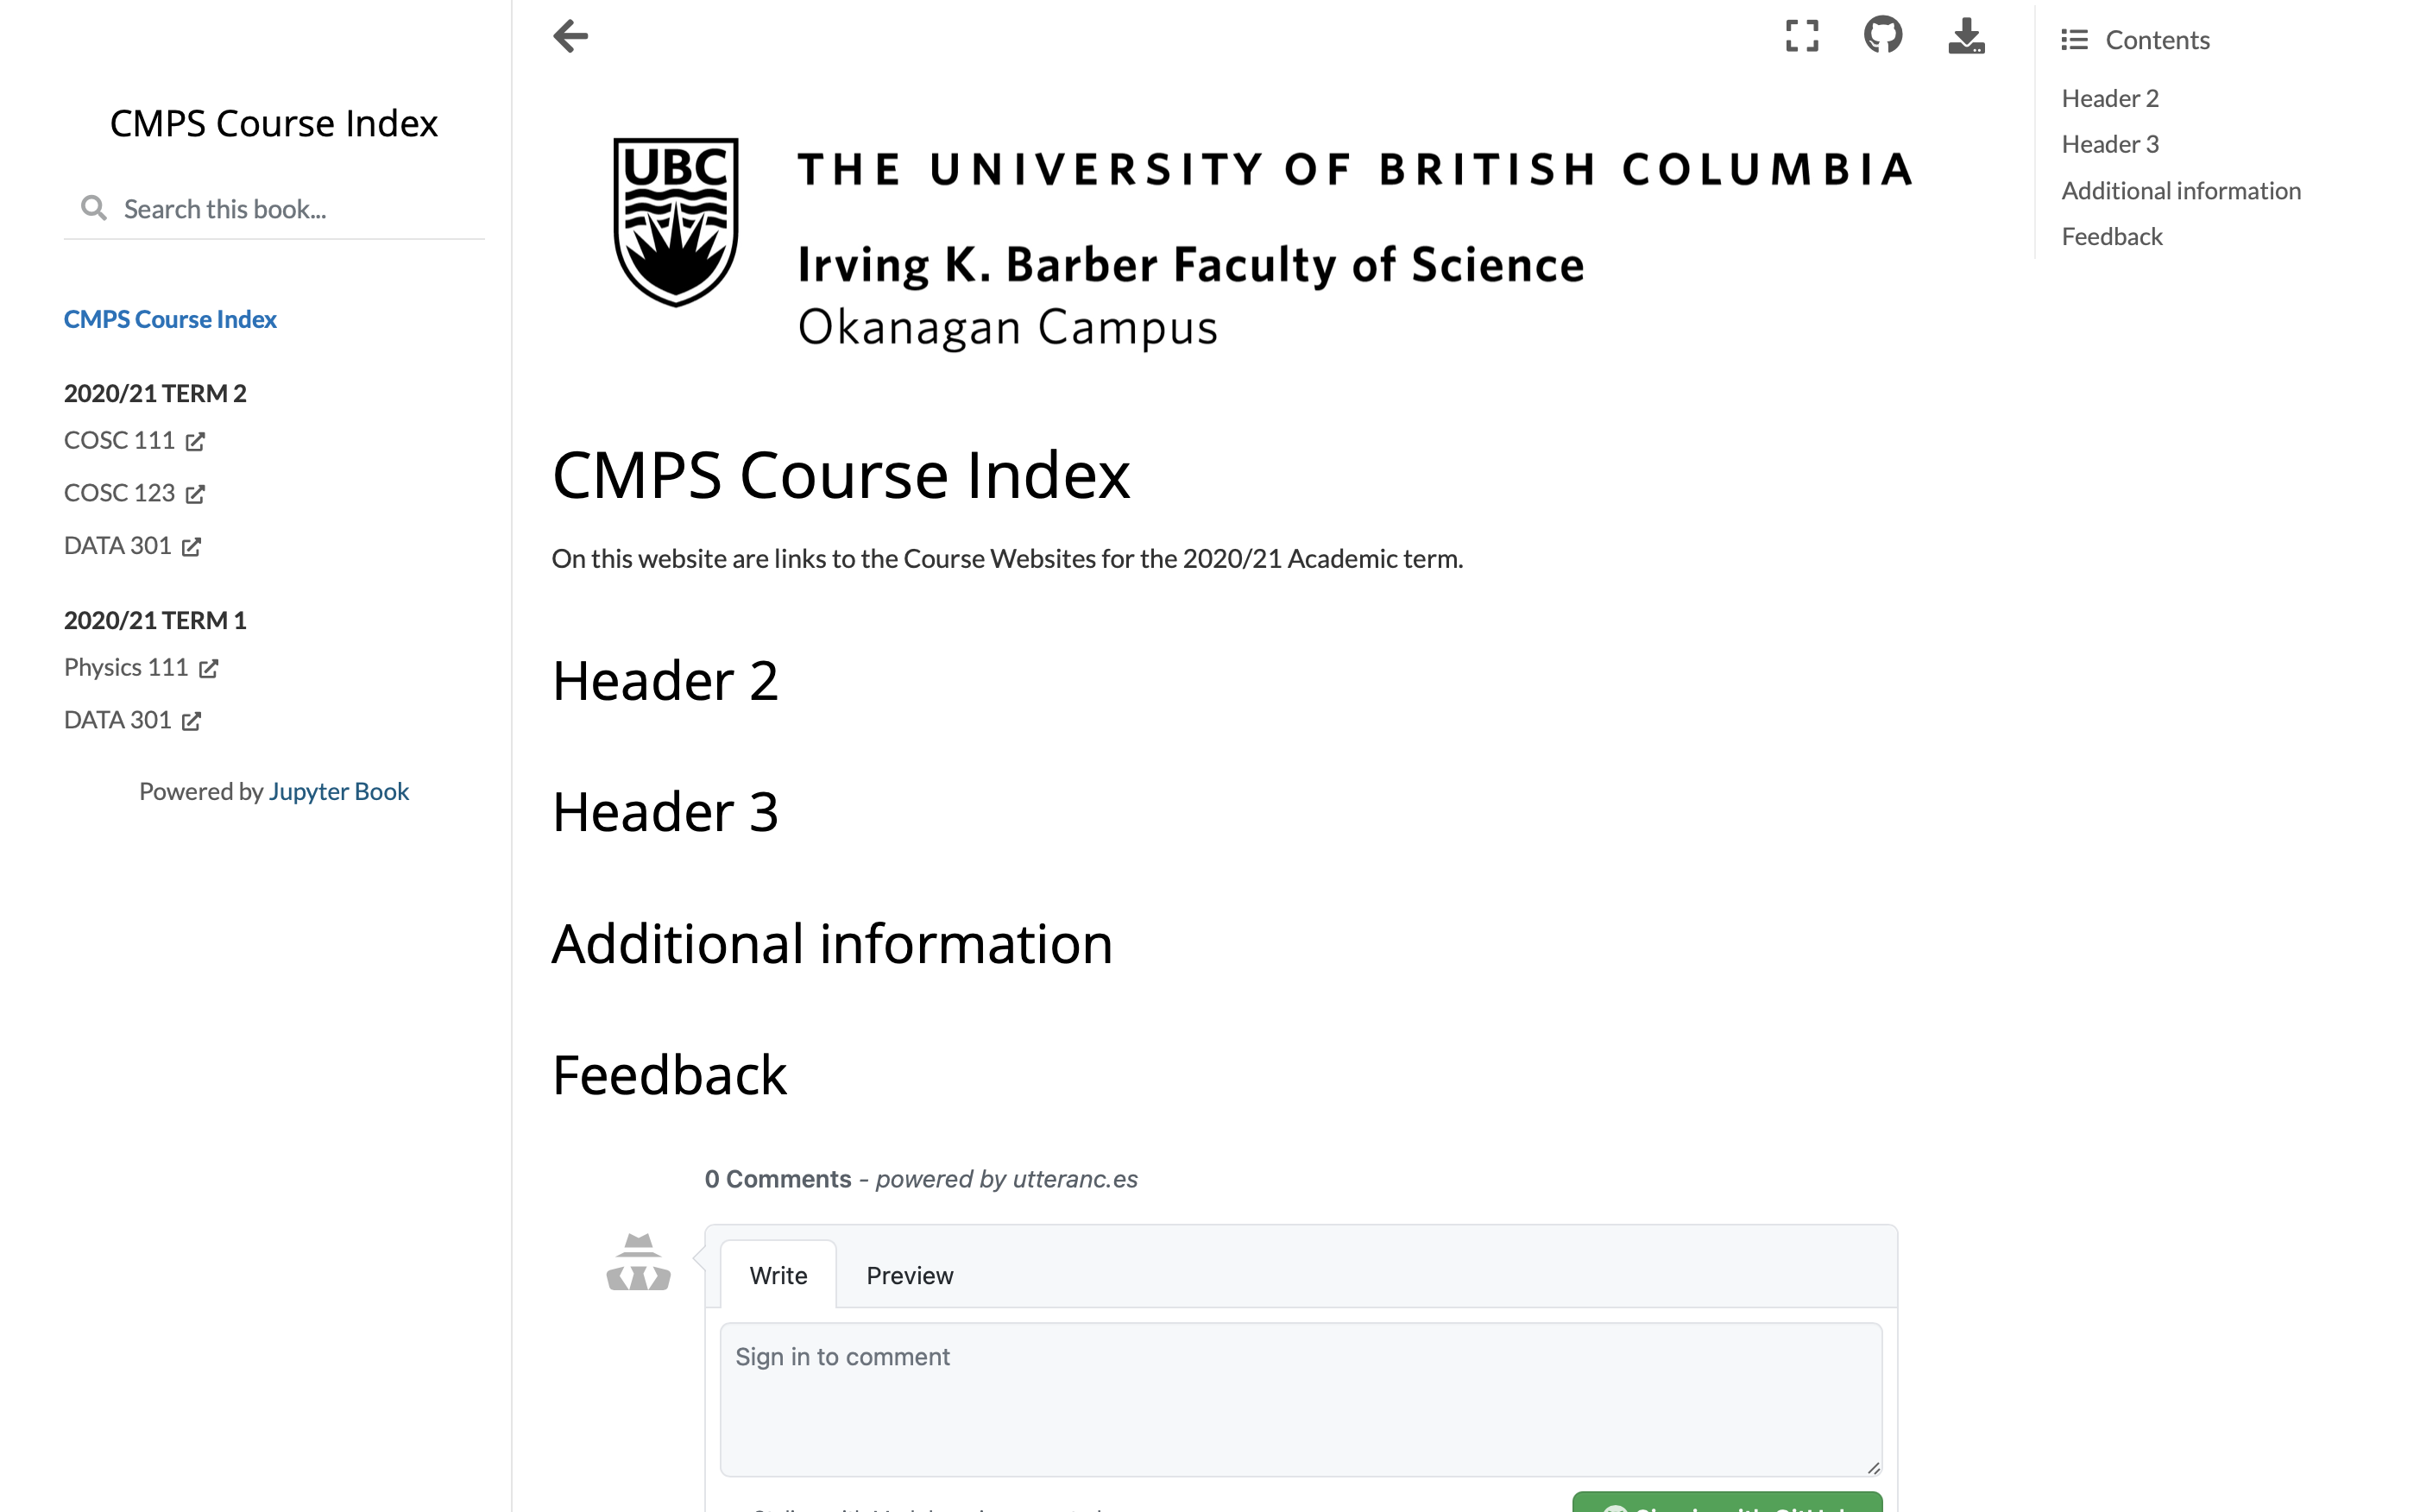 CMPS Course Index
Search this book...
CMPS Course Index
2020/21 TERM 2
COSC 111
COSC 123
DATA 301
2020/21 TERM 1
Physics 111
DATA 301
Powered by Jupyter Book
UBC
THE UNIVERSITY OF BRITISH COLUMBIA
Irving K. Barber Faculty of Science
Okanagan Campus
CMPS Course Index
On this website are links to the Course Websites for the 2020/21 Academic term.
Header 2
Header 3
Additional information
Feedback
0 Comments - powered by utteranc.es
Write
Preview
Sign in to comment
Contents
Header 2
Header 3
Additional information
Feedback